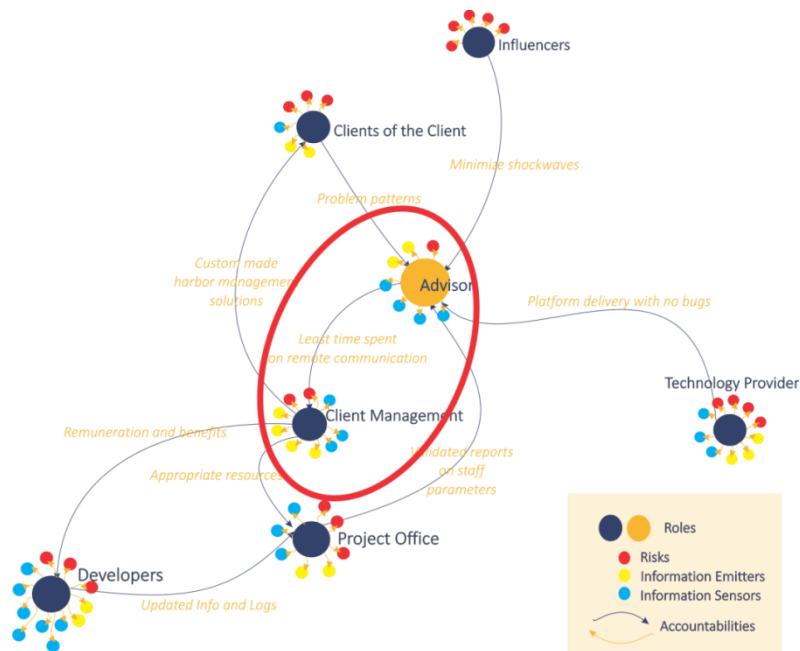 Influencers
Clients of the Client
Minimize shockwaves
Problem patterns
Custom made
harbor management
solutions
Advisor
Platform delivery with no bugs
Least time spent
on remote communication
Technology Provider
Client Management
Remuneration and benefits
Validated reports
on staff
parameters
Appropriate resources
Project Office
Developers
Updated Info and Logs
Roles
Risks
Information Emitters
Information Sensors
Accountabilities